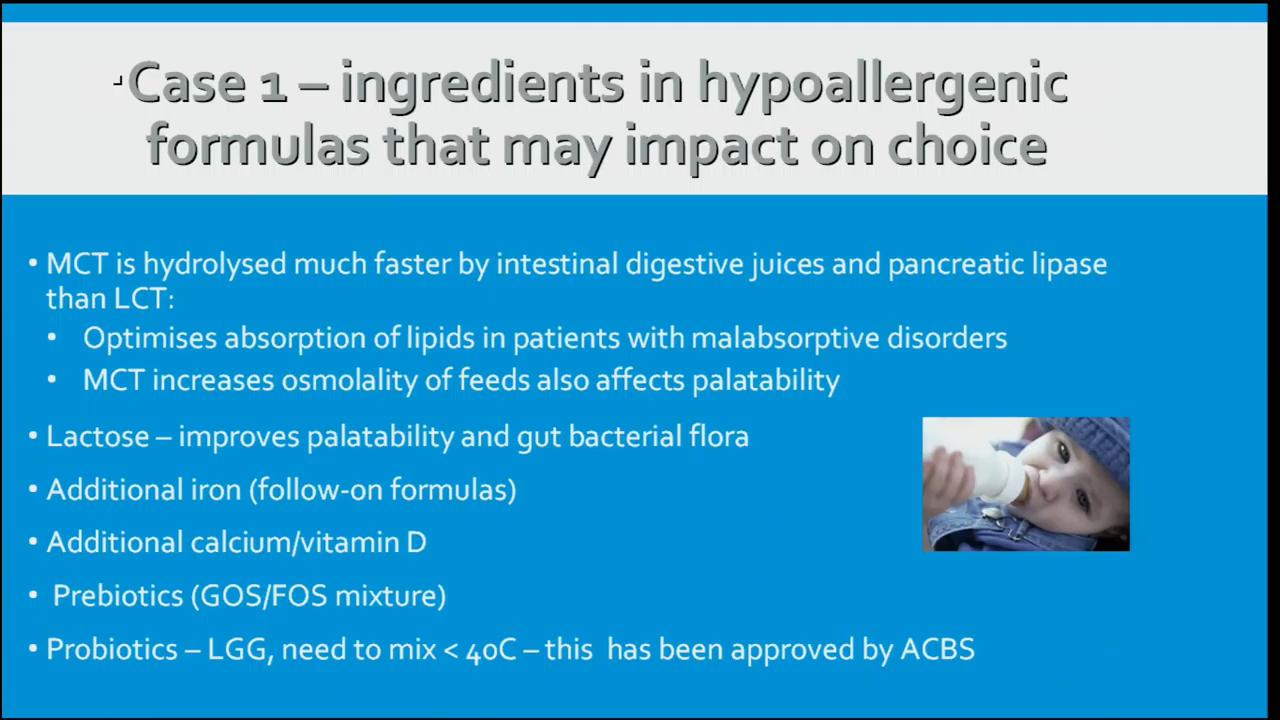 Case 1 – ingredients in hypoallergenic
formulas that may impact on choice
• MCT is hydrolysed much faster by intestinal digestive juices and pancreatic lipase
than LCT:
• Optimises absorption of lipids in patients with malabsorptive disorders
• MCT increases osmolality of feeds also affects palatability
• Lactose – improves palatability and gut bacterial flora
• Additional iron (follow-on formulas)
• Additional calcium/vitamin D
• Prebiotics (GOS/FOS mixture)
• Probiotics – LGG, need to mix < 40C – this has been approved by ACBS